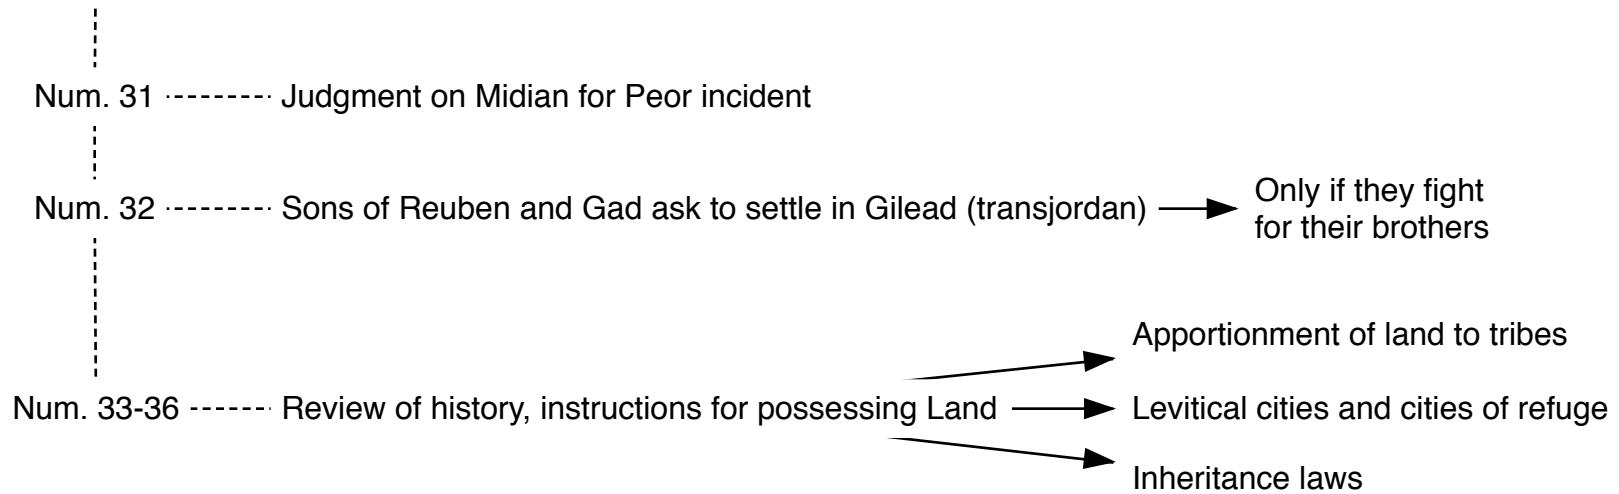 Num. 31
Judgment on Midian for Peor incident
Num. 32
Sons of Reuben and Gad ask to settle in Gilead (transjordan)
Only if they fight
for their brothers
Num. 33-36
Review of history, instructions for possessing Land
Apportionment of land to tribes
Levitical cities and cities of refuge
Inheritance laws